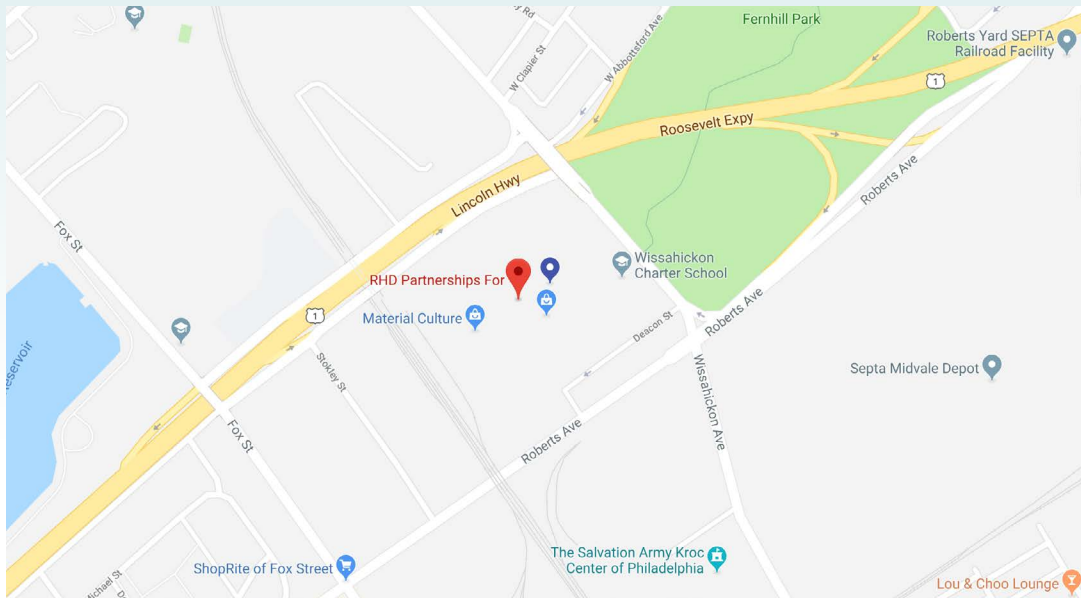 Fernhill Park
Roberts Yard SEPTA
Railroad Facility
Rd
W Clapier St
W Abbottsford Ave
1
Roosevelt Expy
Lincoln Hwy
Roberts Ave
Fox St
Wissahickon
Charter School
RHD Partnerships For
Material Culture
1
Deacon St
Roberts Ave
Stokley St
Septa Midvale Depot
Wissahickon Ave
Fox St
Roberts Ave
The Salvation Army Kroc
Center of Philadelphia
ShopRite of Fox Street
Michael St
Lou & Choo Lounge